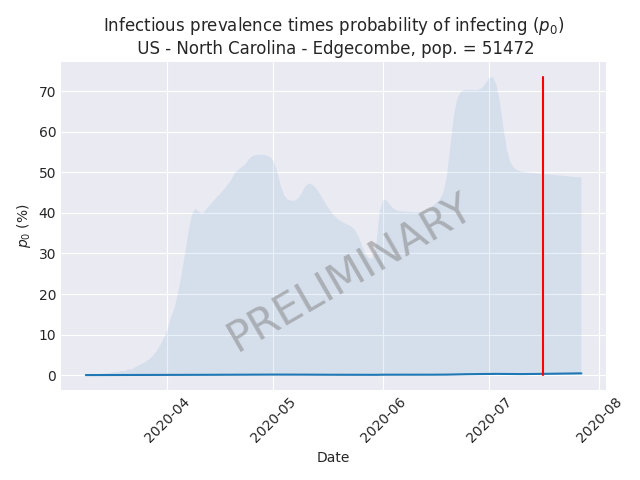 Infectious prevalence times probability of infecting (p₀)
US - North Carolina - Edgecombe, pop. = 51472
70
60
50
40
30
20
10
0
p₀ (%)
PRELIMINARY
2020-04
2020-05
2020-06
2020-07
2020-08
Date